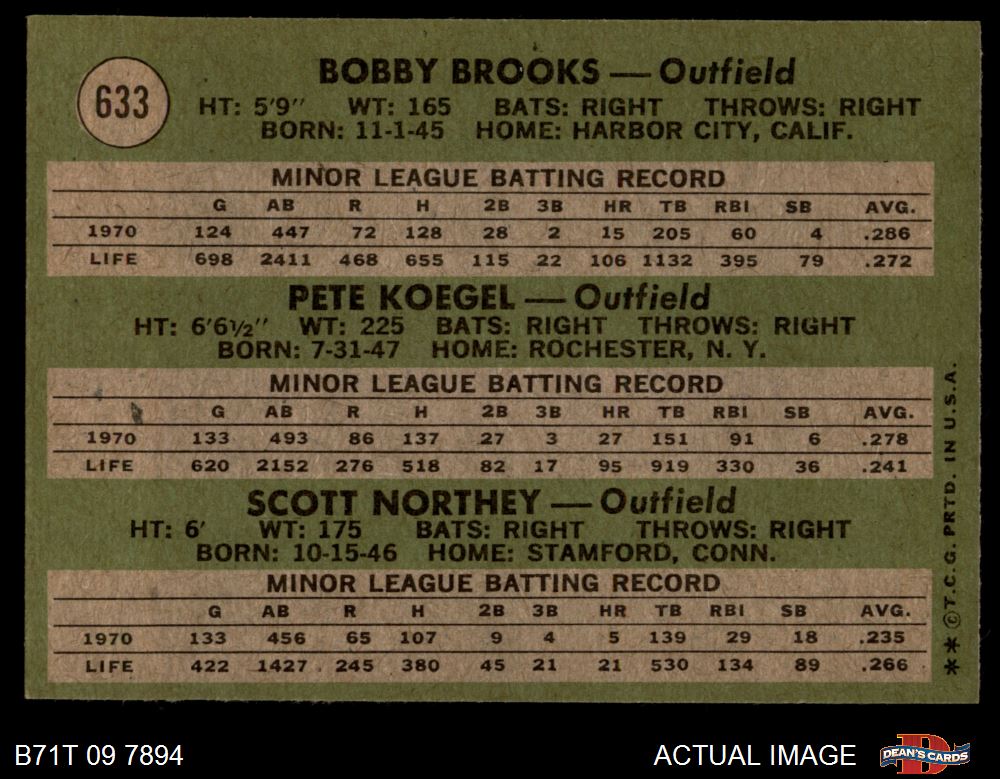 633
BOBBY BROOKS — Outfield
HT: 5'9" WT: 165 BATS: RIGHT THROWS: RIGHT
BORN: 11-1-45 HOME: HARBOR CITY, CALIF.
MINOR LEAGUE BATTING RECORD
G AB R H 2B 3B HR TB RBI SB AVG.
1970 124 447 72 128 28 2 15 205 60 4 .286
LIFE 698 2411 468 655 115 22 106 1132 395 79 .272
PETE KOEGEL — Outfield
HT: 6'6½" WT: 225 BATS: RIGHT THROWS: RIGHT
BORN: 7-31-47 HOME: ROCHESTER, N. Y.
MINOR LEAGUE BATTING RECORD
G AB R H 2B 3B HR TB RBI SB AVG.
1970 133 493 86 137 27 3 27 151 91 6 .278
LIFE 620 2152 276 518 82 17 95 919 330 36 .241
SCOTT NORTHEY — Outfield
HT: 6' WT: 175 BATS: RIGHT THROWS: RIGHT
BORN: 10-15-46 HOME: STAMFORD, CONN.
MINOR LEAGUE BATTING RECORD
G AB R H 2B 3B HR TB RBI SB AVG.
1970 133 456 65 107 9 4 5 139 29 18 .235
LIFE 422 1427 245 380 45 21 21 530 134 89 .266
** © T.C.G. PRTD. IN U.S.A.
B71T 09 7894
ACTUAL IMAGE
D
DEAN'S CARDS